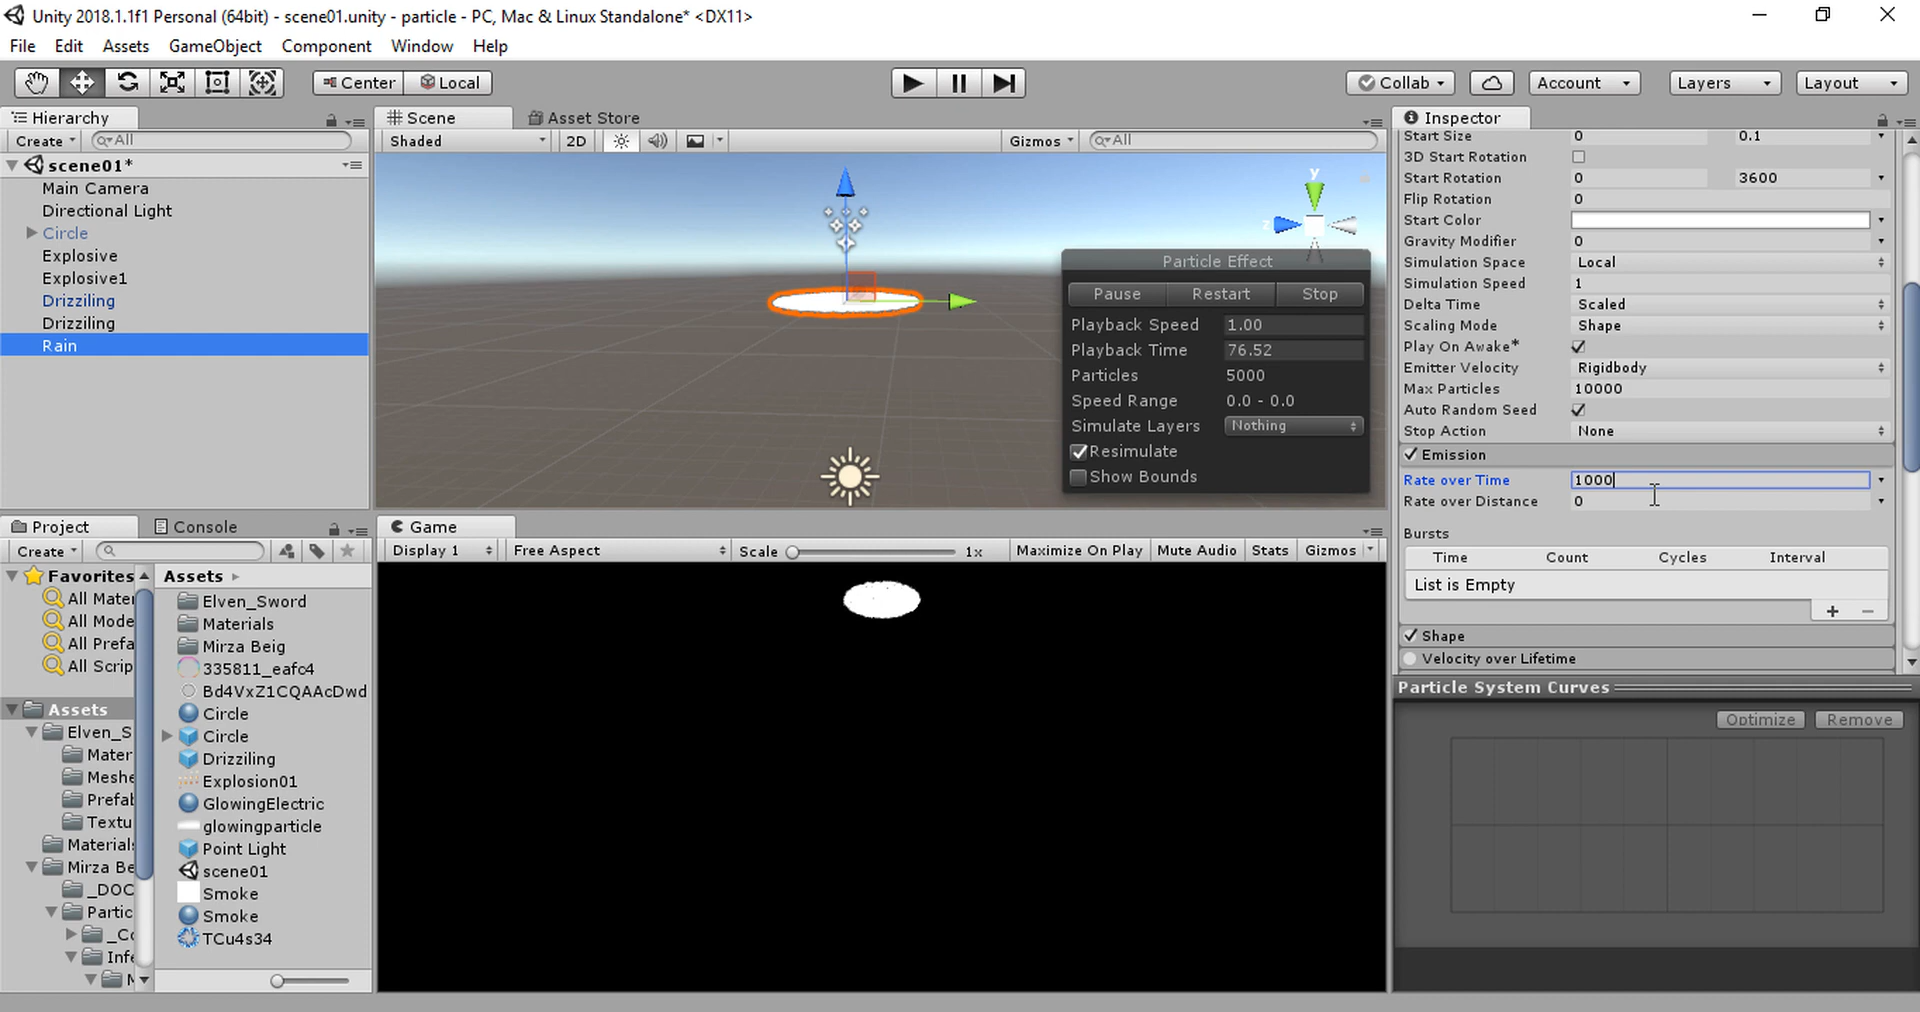 Unity 2018.1.1f1 Personal (64bit) - scene01.unity - particle - PC, Mac & Linux Standalone* <DX11>
File Edit Assets GameObject Component Window Help
Center Local Collab Account Layers Layout
Hierarchy
Create All
scene01*
Main Camera
Directional Light
Circle
Explosive
Explosive1
Drizziling
Drizziling
Rain
Scene Asset Store
Shaded 2D Gizmos All
y
z
Particle Effect
Pause Restart Stop
Playback Speed 1.00
Playback Time 76.52
Particles 5000
Speed Range 0.0 - 0.0
Simulate Layers Nothing
Resimulate
Show Bounds
Inspector
Start Size 0 0.1
3D Start Rotation
Start Rotation 0 3600
Flip Rotation 0
Start Color
Gravity Modifier 0
Simulation Space Local
Simulation Speed 1
Delta Time Scaled
Scaling Mode Shape
Play On Awake*
Emitter Velocity Rigidbody
Max Particles 10000
Auto Random Seed
Stop Action None
Emission
Rate over Time 1000
Rate over Distance 0
Bursts
Time Count Cycles Interval
List is Empty
+ −
Shape
Velocity over Lifetime
Particle System Curves
Optimize Remove
Project Console
Create
Favorites
All Mater
All Mode
All Prefa
All Scrip
Assets
Elven_S
Mater
Meshe
Prefab
Textu
Materials
Mirza Be
_DOC
Partic
_Co
Infe
M
Assets
Elven_Sword
Materials
Mirza Beig
335811_eafc4
Bd4VxZ1CQAAcDwd
Circle
Circle
Drizziling
Explosion01
GlowingElectric
glowingparticle
Point Light
scene01
Smoke
Smoke
TCu4s34
Game
Display 1 Free Aspect Scale 1x Maximize On Play Mute Audio Stats Gizmos